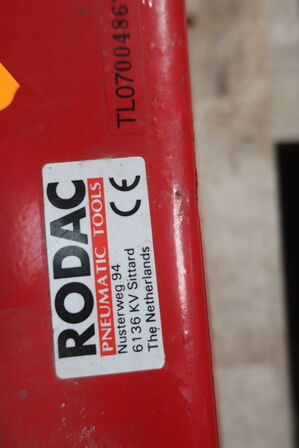 TL0700486
RODAC
PNEUMATIC TOOLS
CE
Nusterweg 94
6136 KV Sittard
The Netherlands